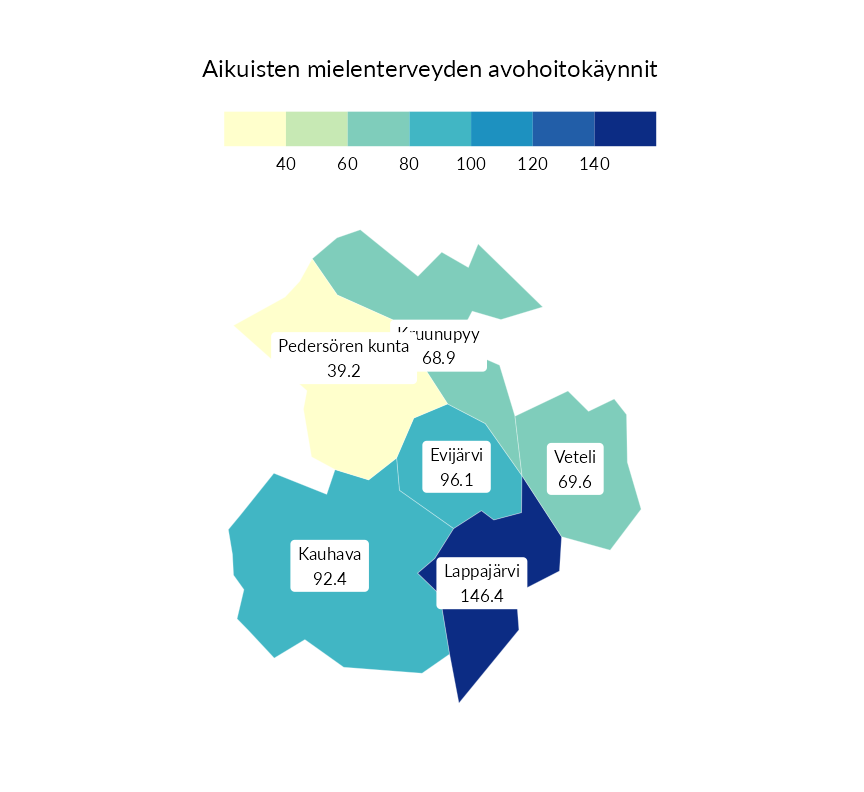 Aikuisten mielenterveyden avohoitokäynnit
40 60 80 100 120 140
Kruunupyy
68.9
Pedersören kunta
39.2
Evijärvi
96.1
Veteli
69.6
Kauhava
92.4
Lappajärvi
146.4